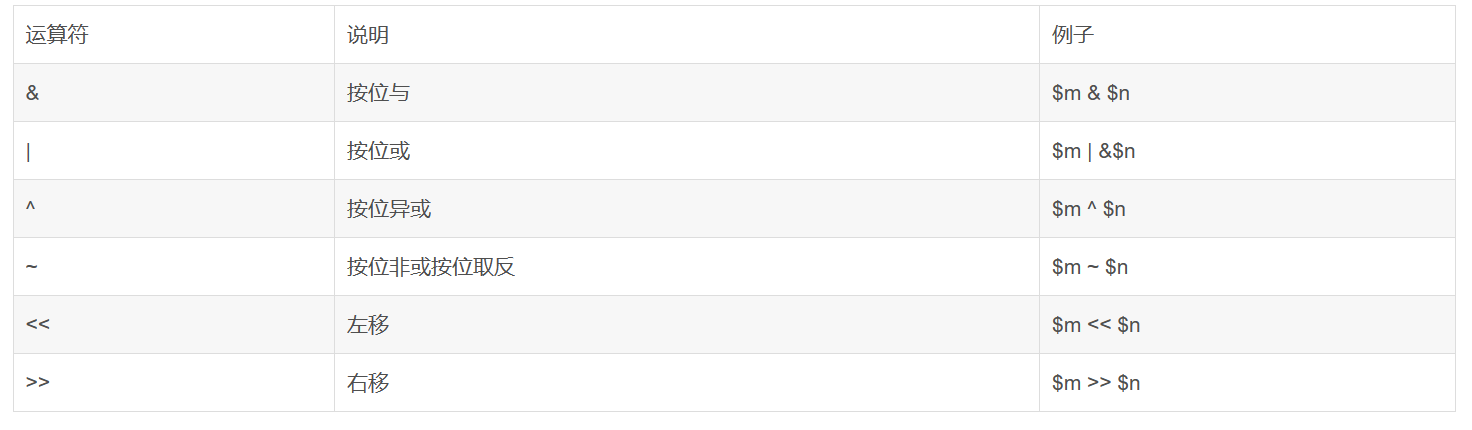 运算符 说明 例子
& 按位与 $m & $n
| 按位或 $m | &$n
^ 按位异或 $m ^ $n
~ 按位非或按位取反 $m ~ $n
<< 左移 $m << $n
>> 右移 $m >> $n